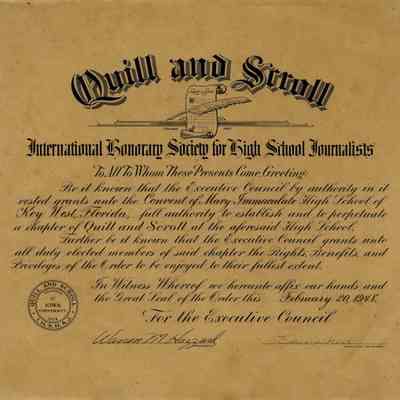 Quill and Scroll
International Honorary Society for High School Journalists
To All To Whom These Presents Come, Greeting:
Be it known that the Executive Council by authority in it
vested grants unto the Convent of Mary Immaculate High School of
Key West, Florida, full authority to establish and to perpetuate
a chapter of Quill and Scroll at the aforesaid High School.
Further be it known that the Executive Council grants unto
all duly elected members of said chapter the Rights, Benefits, and
Privileges of the Order to be enjoyed to their fullest extent.
In Witness Whereof we hereunto affix our hands and
the Great Seal of the Order this February 20, 1948.
For the Executive Council
QUILL AND SCROLL
IOWA
UNIVERSITY